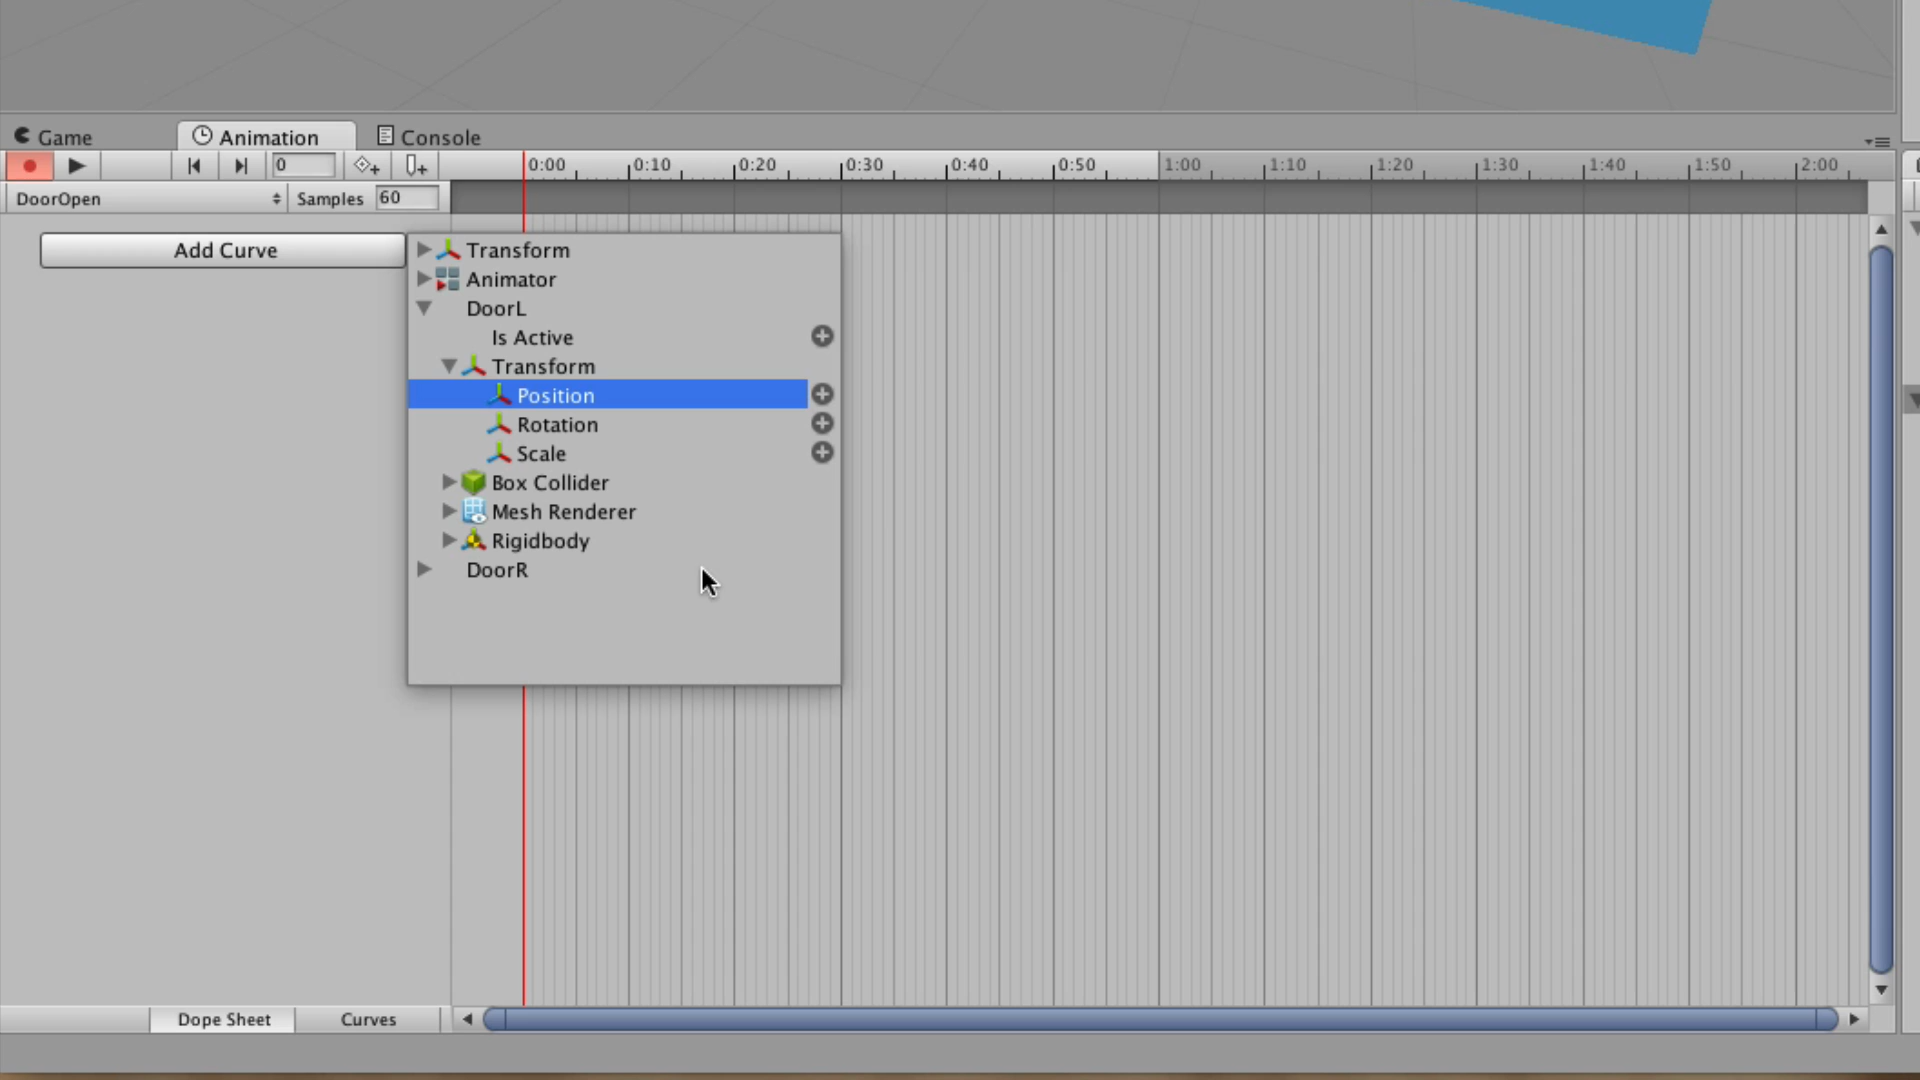 Game Animation Console
0 0:00 0:10 0:20 0:30 0:40 0:50 1:00 1:10 1:20 1:30 1:40 1:50 2:00
DoorOpen Samples 60
Add Curve
Transform
Animator
DoorL
Is Active
Transform
Position
Rotation
Scale
Box Collider
Mesh Renderer
Rigidbody
DoorR
Dope Sheet Curves